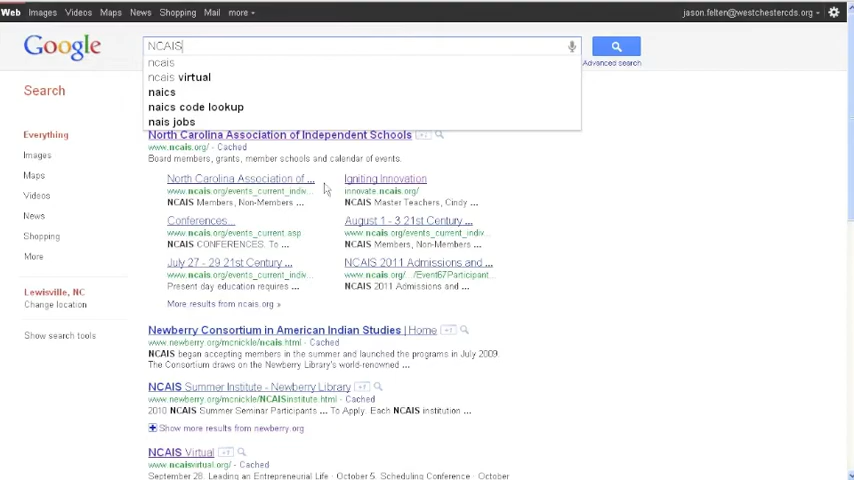 Web Images Videos Maps News Shopping Mail more jason.felten@westchestercds.org
Google NCAIS
Advanced search
ncais
ncais virtual
naics
naics code lookup
nais jobs
Search
Everything
Images
Maps
Videos
News
Shopping
More
Lewisville, NC
Change location
Show search tools
North Carolina Association of Independent Schools +1
www.ncais.org/ - Cached
Board members, grants, member schools and calendar of events.
North Carolina Association of ...
www.ncais.org/events_current_indiv...
NCAIS Members, Non-Members ...
Igniting Innovation
innovate.ncais.org/
NCAIS Master Teachers, Cindy ...
Conferences...
www.ncais.org/events_current.asp
NCAIS CONFERENCES. To ...
August 1 - 3 21st Century ...
www.ncais.org/events_current_indiv...
NCAIS Members, Non-Members ...
July 27 - 29 21st Century ...
www.ncais.org/events_current_indiv...
Present day education requires ...
NCAIS 2011 Admissions and ...
www.ncais.org/.../Event67Participant...
NCAIS 2011 Admissions and ...
More results from ncais.org »
Newberry Consortium in American Indian Studies | Home +1
www.newberry.org/mcnickle/ncais.html - Cached
NCAIS began accepting members in the summer and launched the programs in July 2009.
The Consortium draws on the Newberry Library's world-renowned ...
NCAIS Summer Institute - Newberry Library +1
www.newberry.org/mcnickle/NCAISinstitute.html - Cached
2010 NCAIS Summer Seminar Participants ... To Apply. Each NCAIS institution ...
Show more results from newberry.org
NCAIS Virtual +1
www.ncaisvirtual.org/ - Cached
September 28. Leading an Entrepreneurial Life · October 5. Scheduling Conference · October